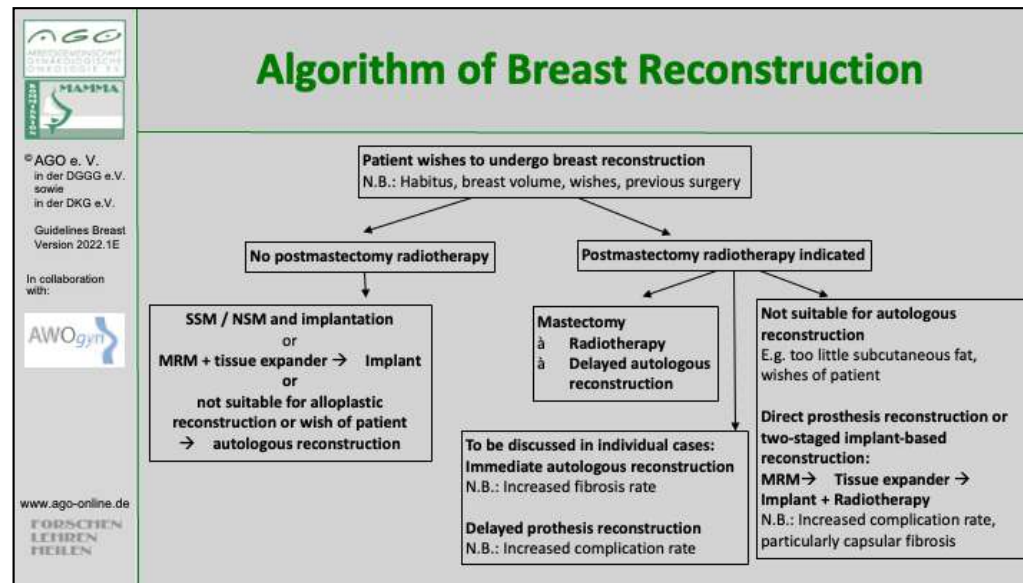 AGO
ARBEITSGEMEINSCHAFT
GYNÄKOLOGISCHE
ONKOLOGIE E.V.
MAMMA
© AGO e. V.
in der DGGG e.V.
sowie
in der DKG e.V.
Guidelines Breast
Version 2022.1E
In collaboration
with:
AWOgyn
www.ago-online.de
FORSCHEN
LEHREN
HEILEN
Algorithm of Breast Reconstruction
Patient wishes to undergo breast reconstruction
N.B.: Habitus, breast volume, wishes, previous surgery
No postmastectomy radiotherapy
Postmastectomy radiotherapy indicated
SSM / NSM and implantation
or
MRM + tissue expander → Implant
or
not suitable for alloplastic
reconstruction or wish of patient
→ autologous reconstruction
Mastectomy
à Radiotherapy
à Delayed autologous
reconstruction
To be discussed in individual cases:
Immediate autologous reconstruction
N.B.: Increased fibrosis rate
Delayed prothesis reconstruction
N.B.: Increased complication rate
Not suitable for autologous
reconstruction
E.g. too little subcutaneous fat,
wishes of patient
Direct prosthesis reconstruction or
two-staged implant-based
reconstruction:
MRM→ Tissue expander →
Implant + Radiotherapy
N.B.: Increased complication rate,
particularly capsular fibrosis